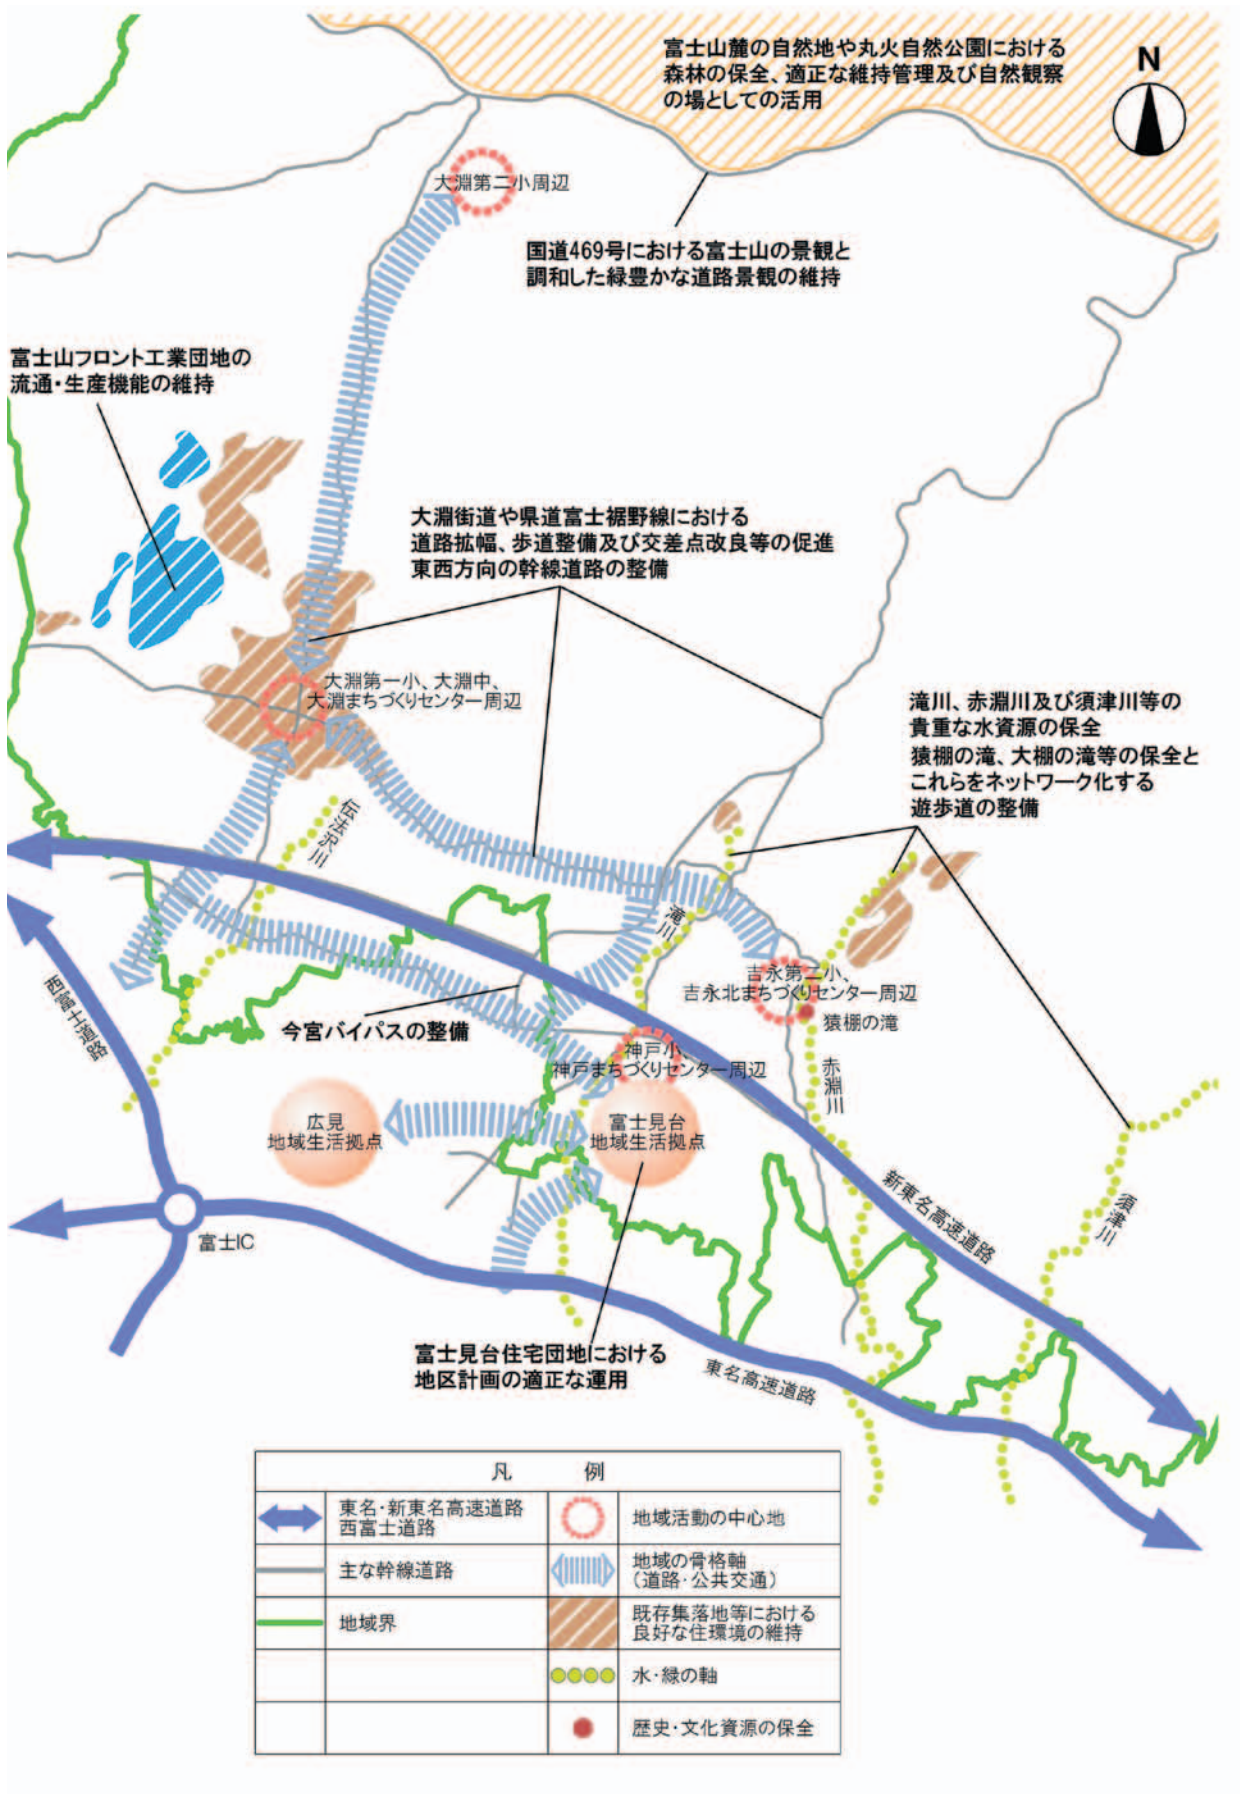 富士山麓の自然地や丸火自然公園における
森林の保全、適正な維持管理及び自然観察
の場としての活用
N
大淵第二小周辺
国道469号における富士山の景観と
調和した緑豊かな道路景観の維持
富士山フロント工業団地の
流通・生産機能の維持
大淵街道や県道富士裾野線における
道路拡幅、歩道整備及び交差点改良等の促進
東西方向の幹線道路の整備
大淵第一小、大淵中、
大淵まちづくりセンター周辺
滝川、赤淵川及び須津川等の
貴重な水資源の保全
猿棚の滝、大棚の滝等の保全と
これらをネットワーク化する
遊歩道の整備
伝法沢川
滝川
吉永第二小、
吉永北まちづくりセンター周辺
猿棚の滝
西富士道路
今宮バイパスの整備
神戸小、
神戸まちづくりセンター周辺
赤淵川
広見
地域生活拠点
富士見台
地域生活拠点
新東名高速道路
須津川
富士IC
富士見台住宅団地における
地区計画の適正な運用
東名高速道路
凡 例
東名・新東名高速道路
西富士道路
地域活動の中心地
主な幹線道路
地域の骨格軸
（道路・公共交通）
地域界
既存集落地等における
良好な住環境の維持
水・緑の軸
歴史・文化資源の保全